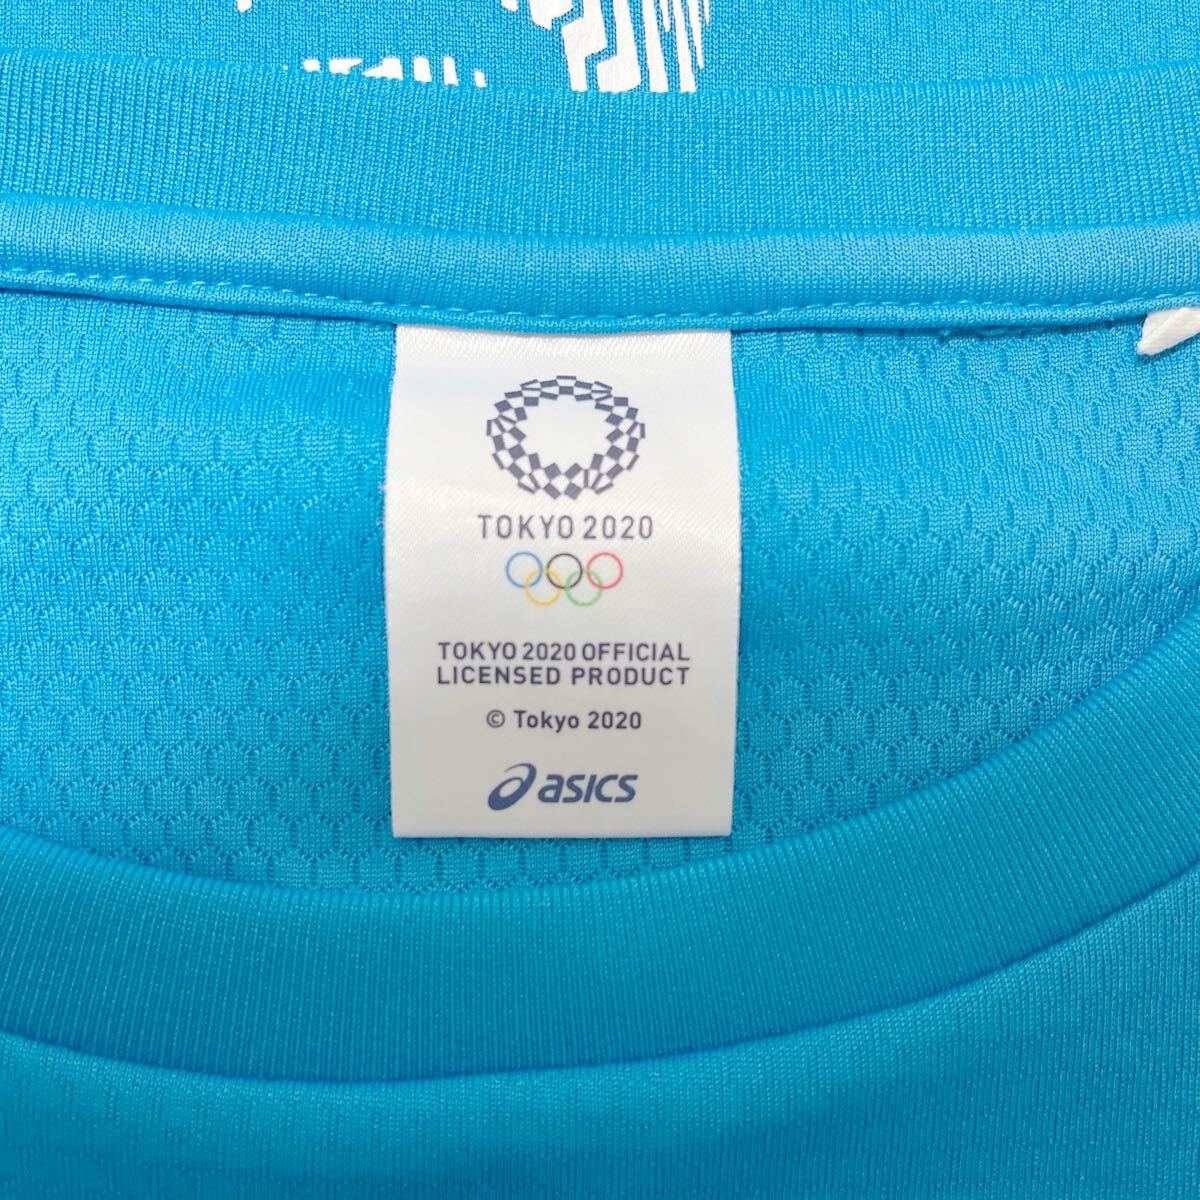 TOKYO 2020
TOKYO 2020 OFFICIAL
LICENSED PRODUCT
© Tokyo 2020
asics